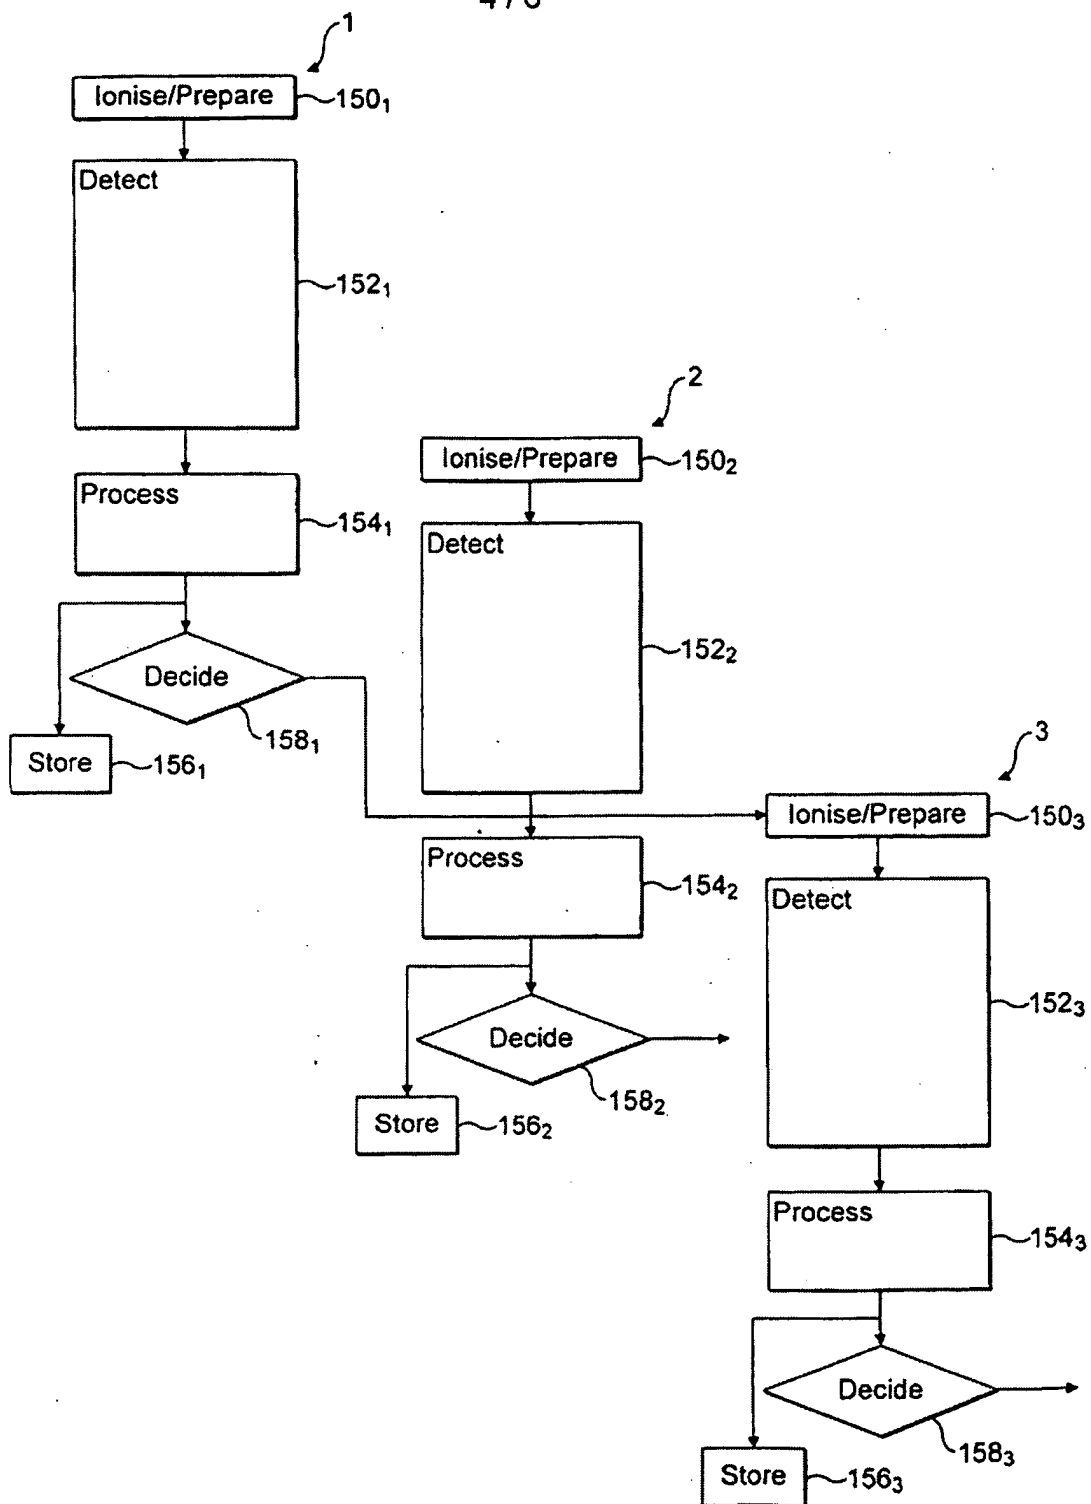 1
Ionise/Prepare
150₁
Detect
152₁
Process
154₁
Decide
158₁
Store
156₁
2
Ionise/Prepare
150₂
Detect
152₂
Process
154₂
Decide
158₂
Store
156₂
3
Ionise/Prepare
150₃
Detect
152₃
Process
154₃
Decide
158₃
Store
156₃